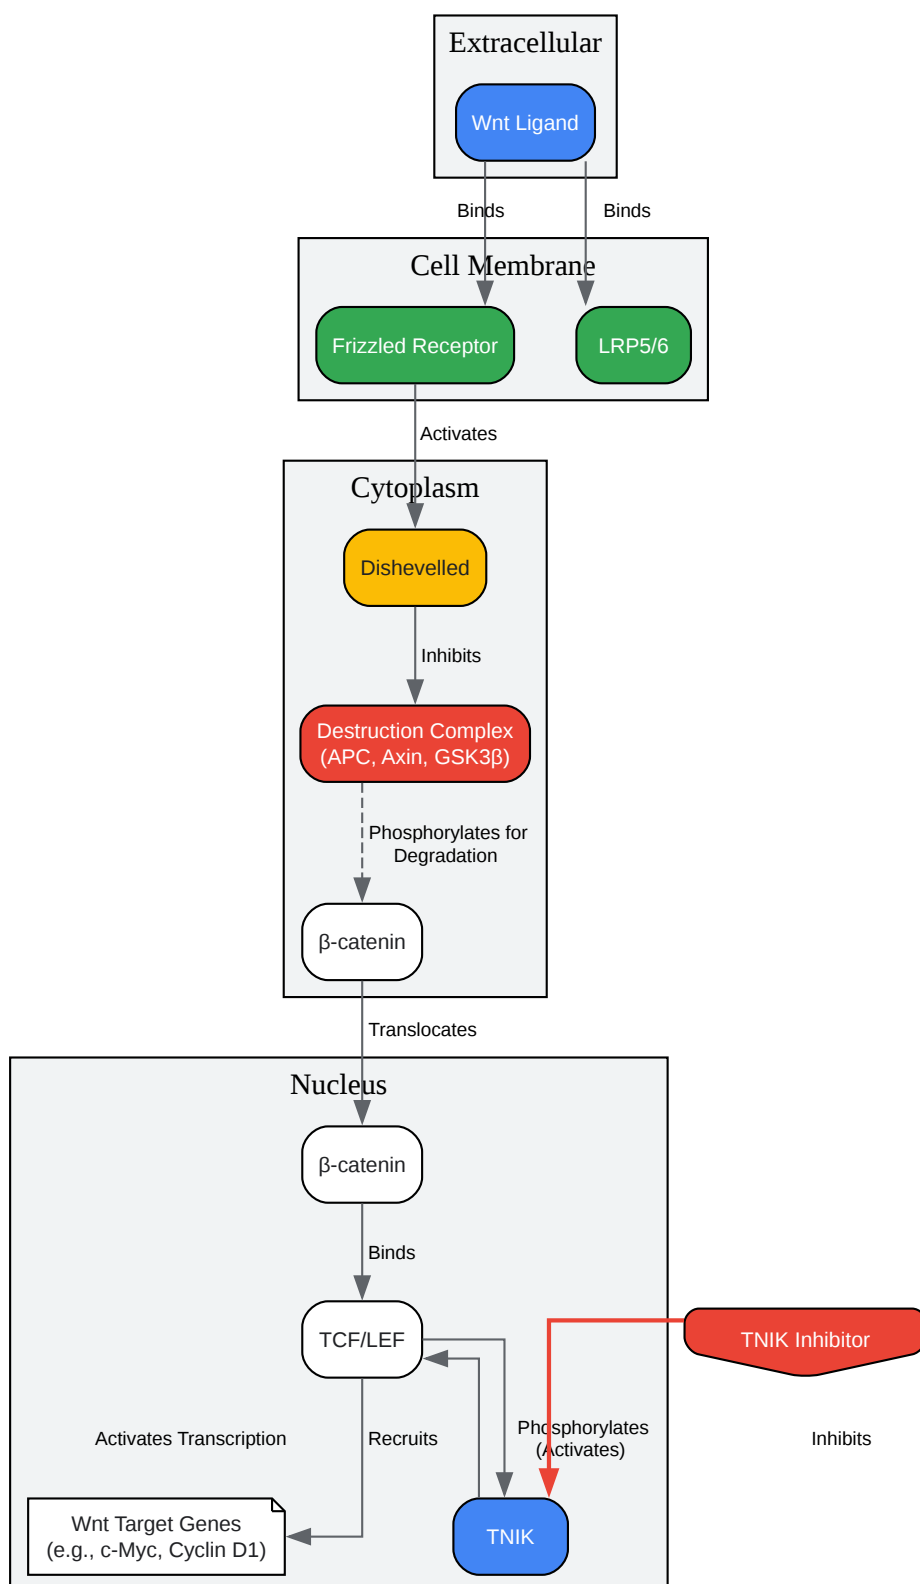 Extracellular
Wnt Ligand
Binds
Binds
Cell Membrane
Frizzled Receptor
LRP5/6
Activates
Cytoplasm
Dishevelled
Inhibits
Destruction Complex
(APC, Axin, GSK3β)
Phosphorylates for
Degradation
β-catenin
Translocates
Nucleus
β-catenin
Binds
TCF/LEF
TNIK Inhibitor
Activates Transcription
Recruits
Phosphorylates
(Activates)
Inhibits
Wnt Target Genes
(e.g., c-Myc, Cyclin D1)
TNIK